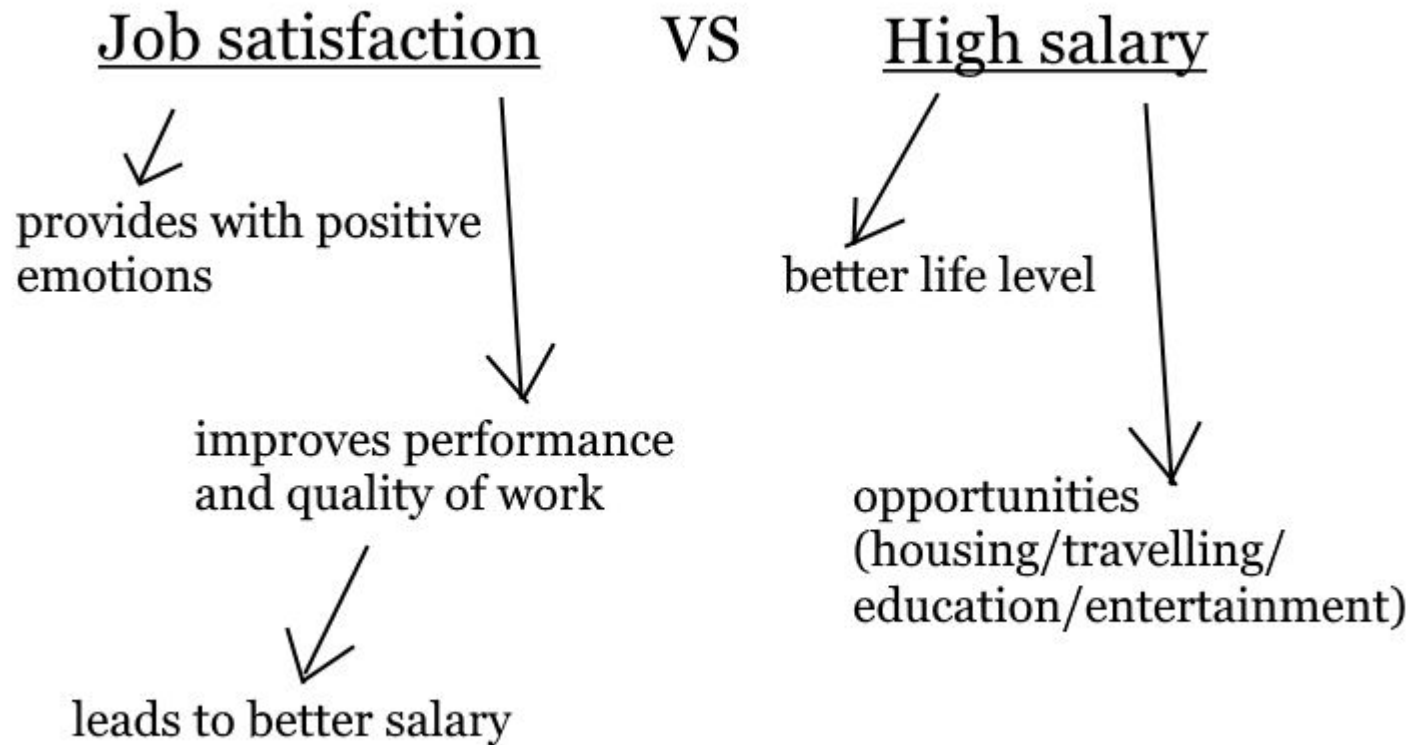 Job satisfaction VS High salary
provides with positive
emotions
better life level
improves performance
and quality of work
opportunities
(housing/travelling/
education/entertainment)
leads to better salary